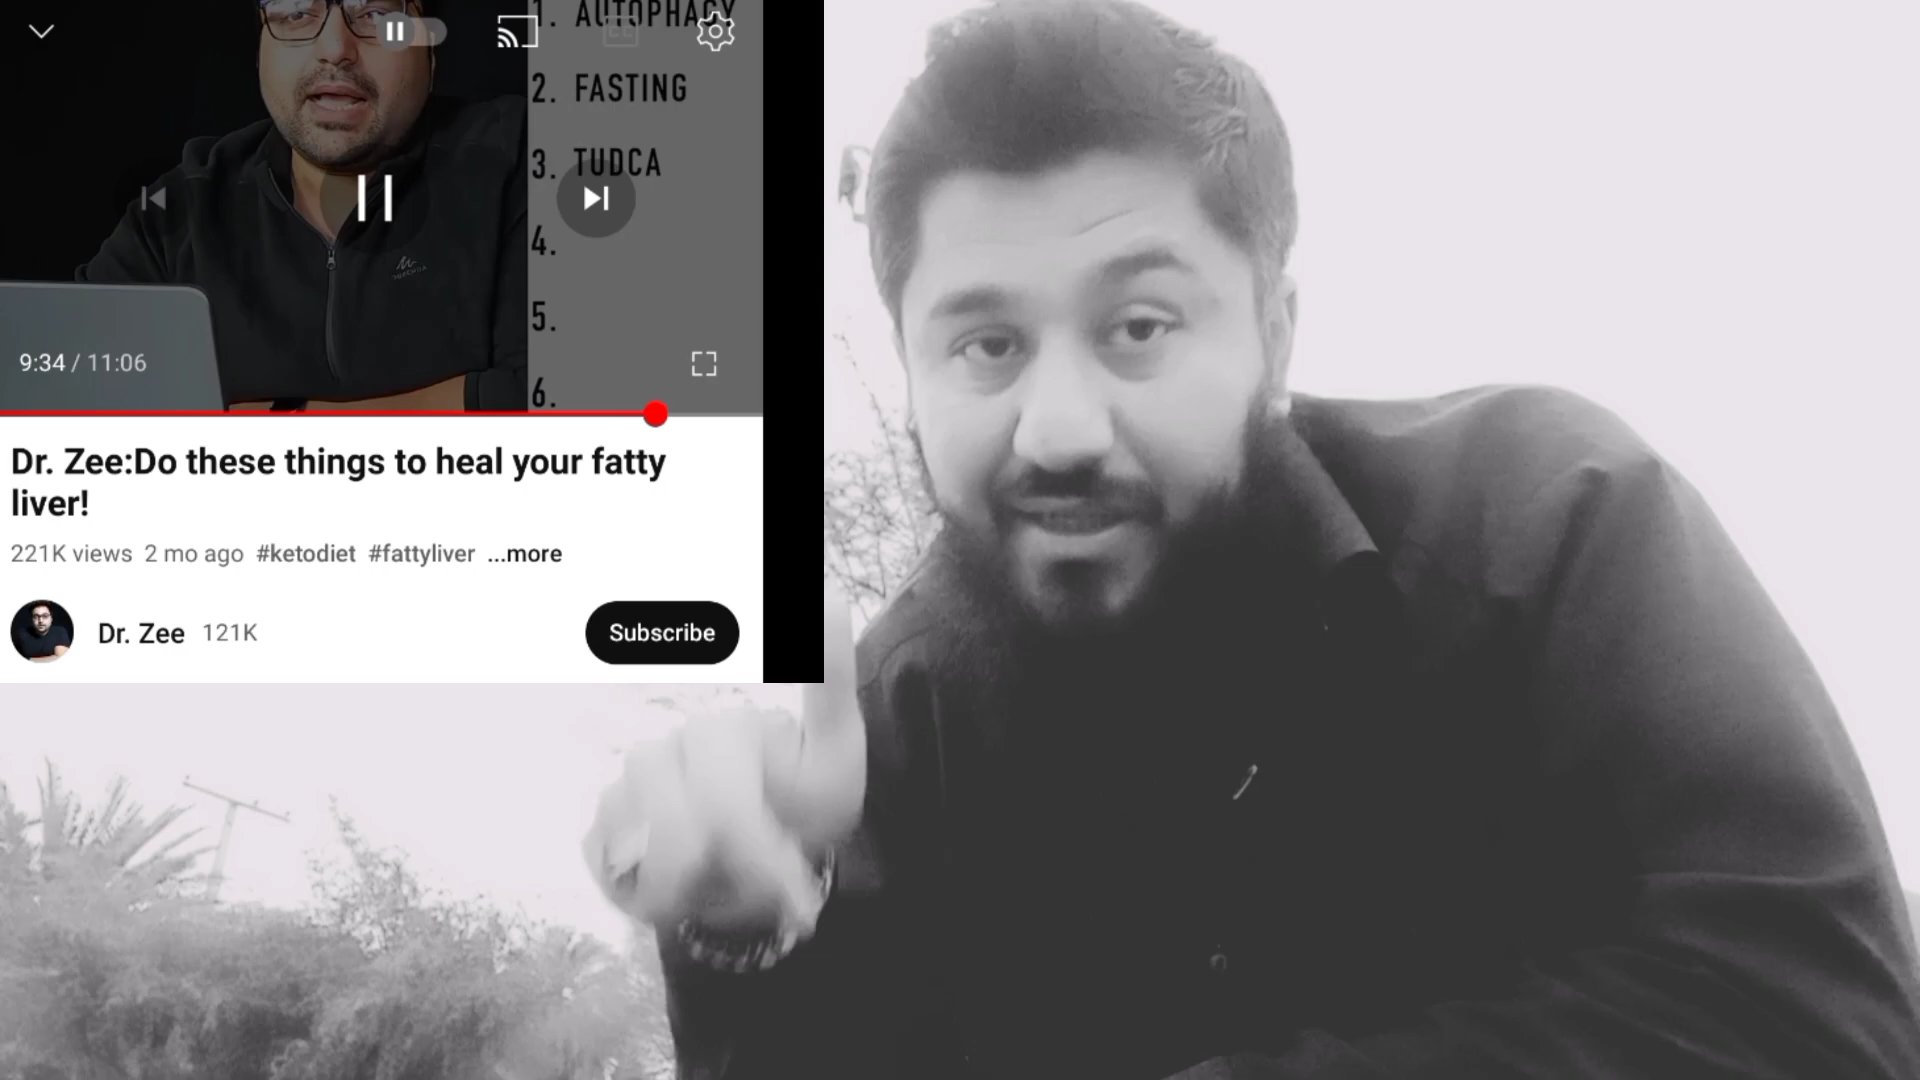 1. AUTOPHAGY
2. FASTING
3. TUDCA
4.
5.
6.
9:34 / 11:06
Dr. Zee:Do these things to heal your fatty
liver!
221K views 2 mo ago #ketodiet #fattyliver ...more
Dr. Zee 121K
Subscribe